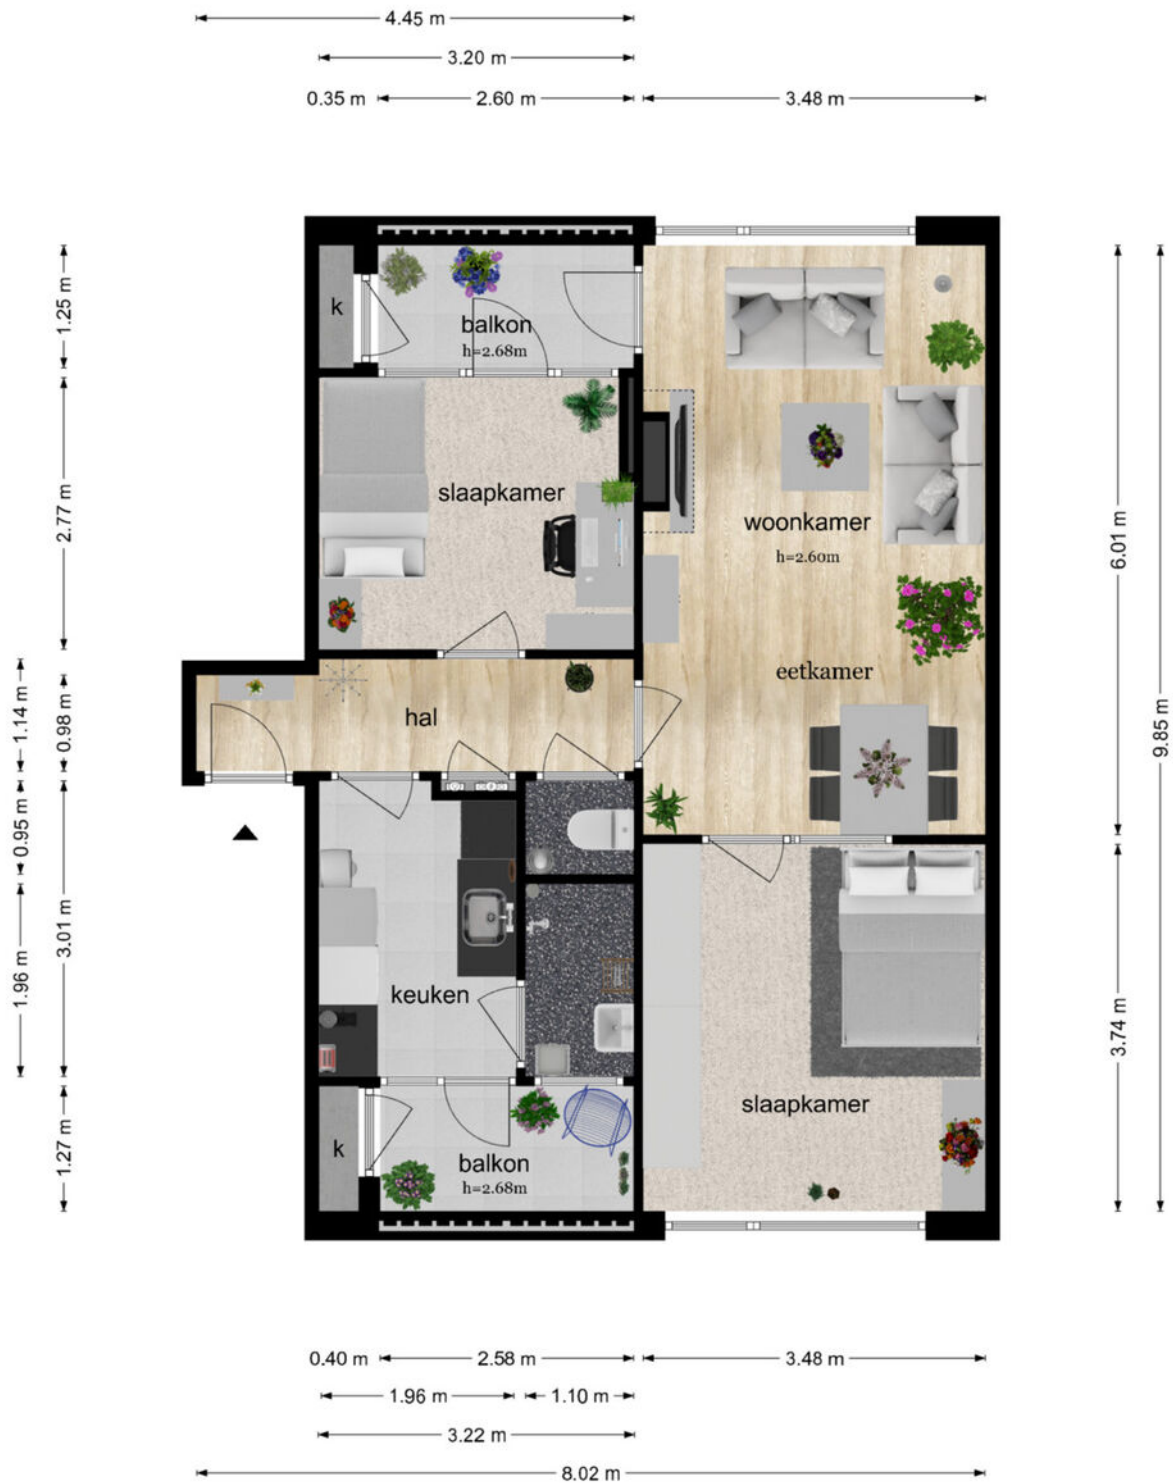 4.45 m
3.20 m
0.35 m
2.60 m
3.48 m
k
balkon
h=2.68m
1.25 m
2.77 m
slaapkamer
woonkamer
h=2.60m
6.01 m
eetkamer
1.14 m
0.98 m
hal
9.85 m
0.95 m
3.01 m
1.96 m
keuken
3.74 m
slaapkamer
1.27 m
k
balkon
h=2.68m
0.40 m
2.58 m
3.48 m
1.96 m
1.10 m
3.22 m
8.02 m